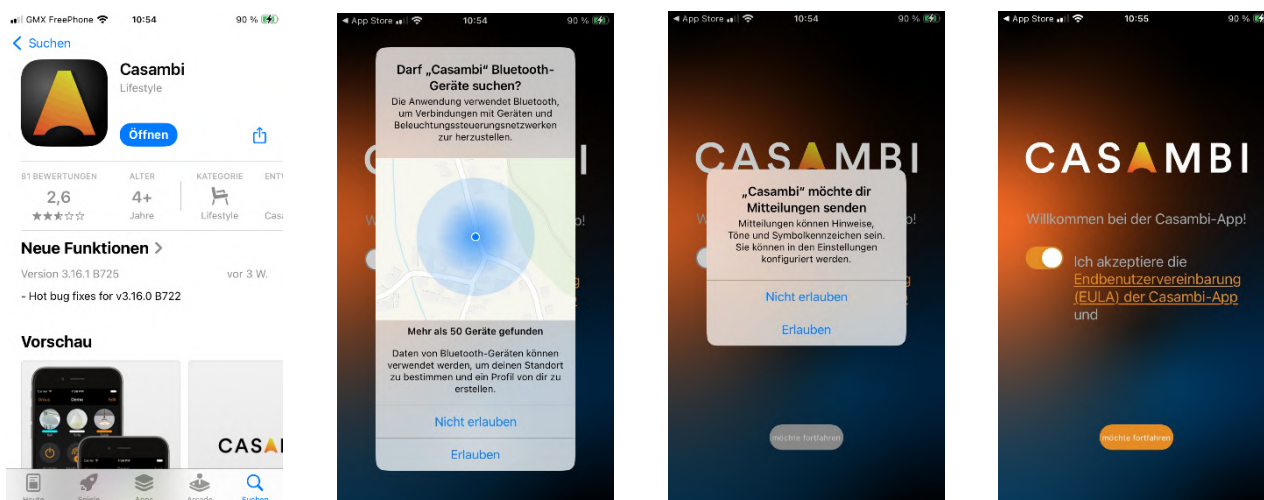 GMX FreePhone 10:54 90 %
Suchen
Casambi
Lifestyle
Öffnen
81 BEWERTUNGEN ALTER KATEGORIE
2,6 4+
Jahre Lifestyle
Neue Funktionen >
Version 3.16.1 B725 vor 3 W.
- Hot bug fixes for v3.16.0 B722
Vorschau
Demo
CASA
Heute Spiele Apps Arcade Suchen
App Store 10:54 90 %
Darf „Casambi“ Bluetooth-
Geräte suchen?
Die Anwendung verwendet Bluetooth,
um Verbindungen mit Geräten und
Beleuchtungssteuerungsnetzwerken
zur herzustellen.
Mehr als 50 Geräte gefunden
Daten von Bluetooth-Geräten können
verwendet werden, um deinen Standort
zu bestimmen und ein Profil von dir zu
erstellen.
Nicht erlauben
Erlauben
App Store 10:54 90 %
CASAMBI
„Casambi“ möchte dir
Mitteilungen senden
Mitteilungen können Hinweise,
Töne und Symbolkennzeichen sein.
Sie können in den Einstellungen
konfiguriert werden.
Nicht erlauben
Erlauben
möchte fortfahren
App Store 10:55 90 %
CASAMBI
Willkommen bei der Casambi-App!
Ich akzeptiere die
Endbenutzervereinbarung
(EULA) der Casambi-App
und
möchte fortfahren